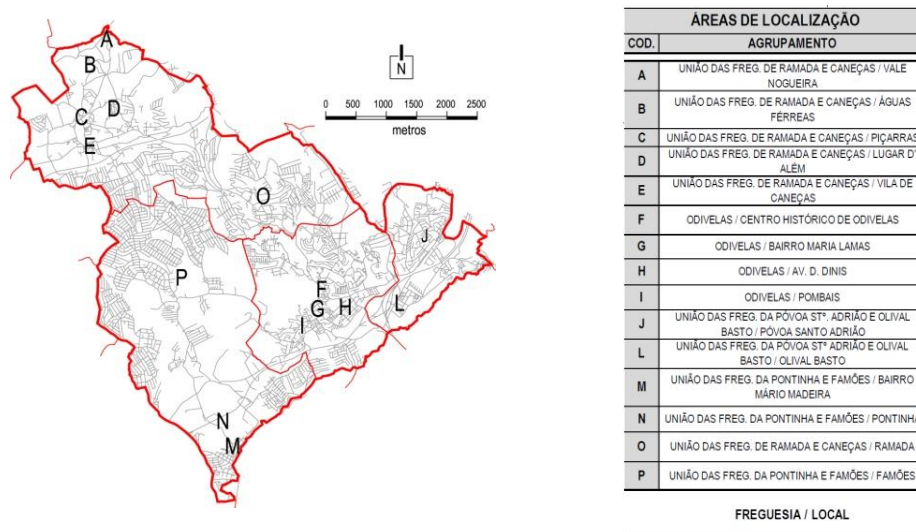 A
B
C
D
E
O
P
F
G
H
I
J
L
N
M
N
0 500 1000 1500 2000 2500
metros
ÁREAS DE LOCALIZAÇÃO
COD. AGRUPAMENTO
A UNIÃO DAS FREG. DE RAMADA E CANEÇAS / VALE
NOGUEIRA
B UNIÃO DAS FREG. DE RAMADA E CANEÇAS / ÁGUAS
FÉRREAS
C UNIÃO DAS FREG. DE RAMADA E CANEÇAS / PIÇARRAS
D UNIÃO DAS FREG. DE RAMADA E CANEÇAS / LUGAR D'
ALÉM
E UNIÃO DAS FREG. DE RAMADA E CANEÇAS / VILA DE
CANEÇAS
F ODIVELAS / CENTRO HISTÓRICO DE ODIVELAS
G ODIVELAS / BAIRRO MARIA LAMAS
H ODIVELAS / AV. D. DINIS
I ODIVELAS / POMBAIS
J UNIÃO DAS FREG. DA PÓVOA STº. ADRIÃO E OLIVAL
BASTO / PÓVOA SANTO ADRIÃO
L UNIÃO DAS FREG. DA PÓVOA STº ADRIÃO E OLIVAL
BASTO / OLIVAL BASTO
M UNIÃO DAS FREG. DA PONTINHA E FAMÕES / BAIRRO
MÁRIO MADEIRA
N UNIÃO DAS FREG. DA PONTINHA E FAMÕES / PONTINHA
O UNIÃO DAS FREG. DE RAMADA E CANEÇAS / RAMADA
P UNIÃO DAS FREG. DA PONTINHA E FAMÕES / FAMÕES
FREGUESIA / LOCAL